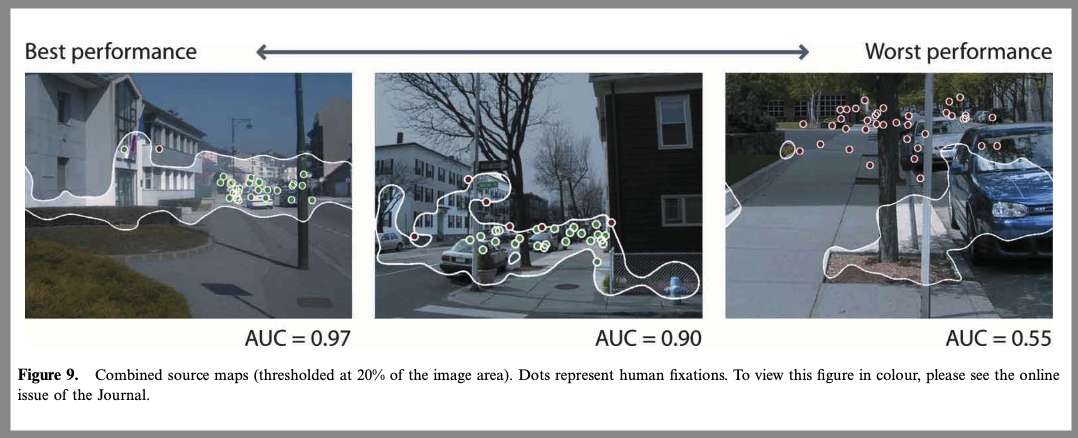 Best performance
Worst performance
AUC = 0.97
AUC = 0.90
AUC = 0.55
Figure 9. Combined source maps (thresholded at 20% of the image area). Dots represent human fixations. To view this figure in colour, please see the online
issue of the Journal.